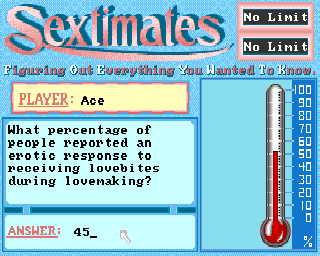 Sextimates
No Limit
No Limit
Figuring Out Everything You Wanted To Know.
PLAYER: Ace
What percentage of
people reported an
erotic response to
receiving lovebites
during lovemaking?
ANSWER: 45_
100
90
80
70
60
50
40
30
20
10
0
%